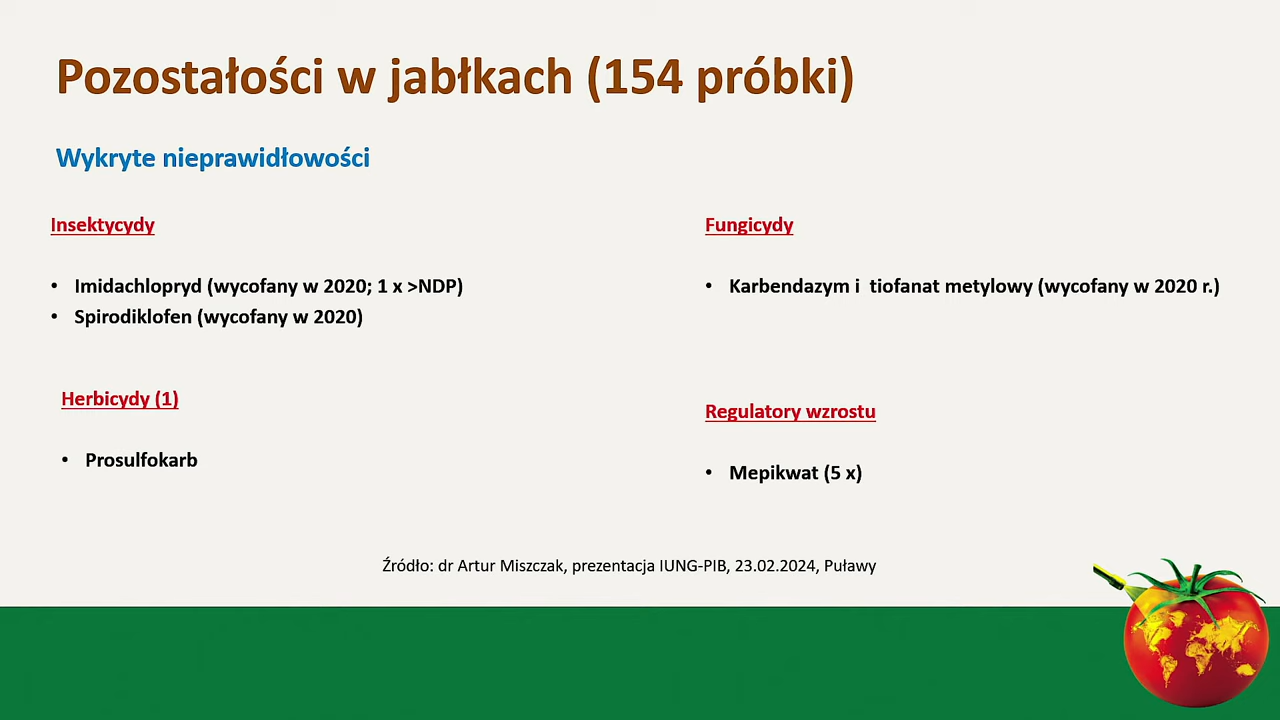 Pozostałości w jabłkach (154 próbki)
Wykryte nieprawidłowości
Insektycydy
• Imidachlopryd (wycofany w 2020; 1 x >NDP)
• Spirodiklofen (wycofany w 2020)
Herbicydy (1)
• Prosulfokarb
Fungicydy
• Karbendazym i  tiofanat metylowy (wycofany w 2020 r.)
Regulatory wzrostu
• Mepikwat (5 x)
Źródło: dr Artur Miszczak, prezentacja IUNG-PIB, 23.02.2024, Puławy